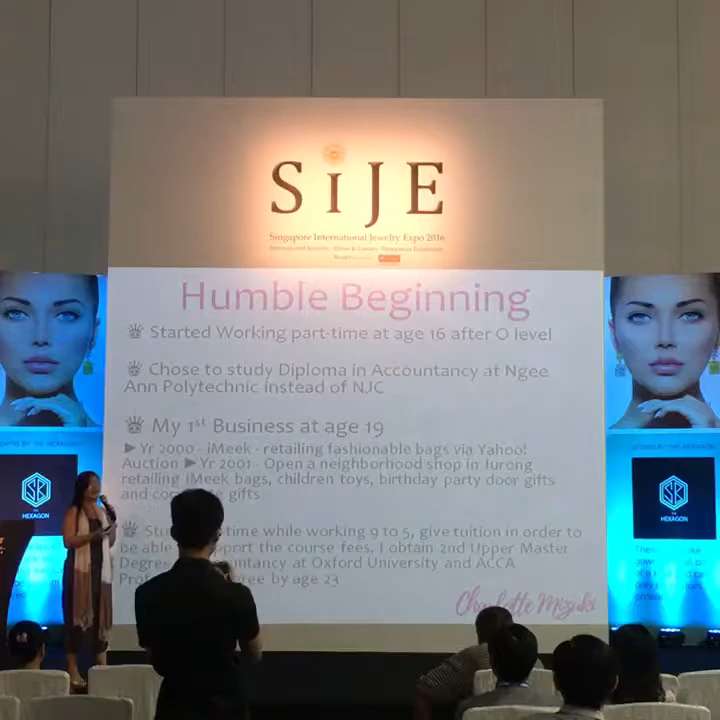 SiJE
Singapore International Jewelry Expo 2016
Humble Beginning
Started Working part-time at age 16 after O level
Chose to study Diploma in Accountancy at Ngee
Ann Polytechnic instead of NJC
My 1st Business at age 19
►Yr 2000 - iMeek - retailing fashionable bags via Yahoo!
Auction ►Yr 2001 - Open a neighborhood shop in Jurong
retailing iMeek bags, children toys, birthday party door gifts
and gifts
time while working 9 to 5, give tuition in order to
be able support the course fees. I obtain 2nd Upper Master
Degree at Oxford University and ACCA
by age 23
Charlotte Mizuki
HEXAGON
HEXAGON